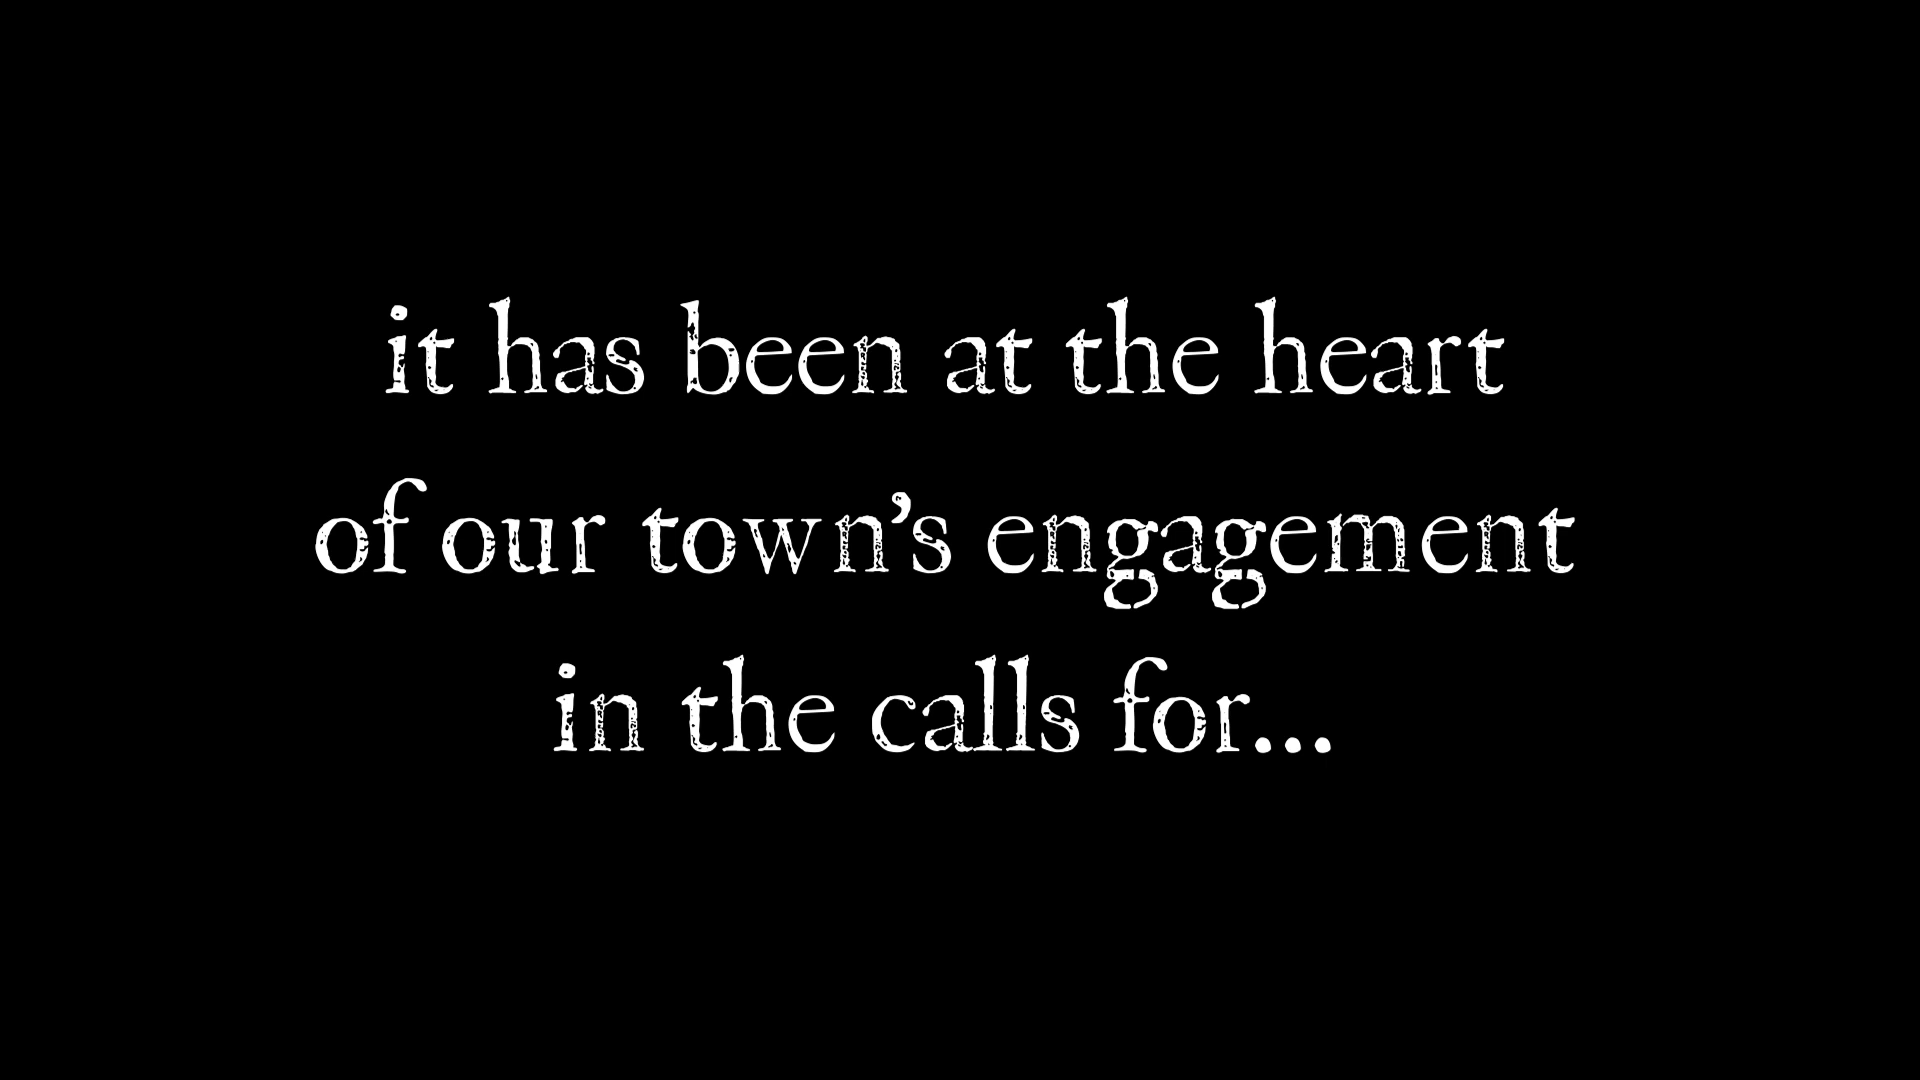 it has been at the heart
of our town’s engagement
in the calls for...